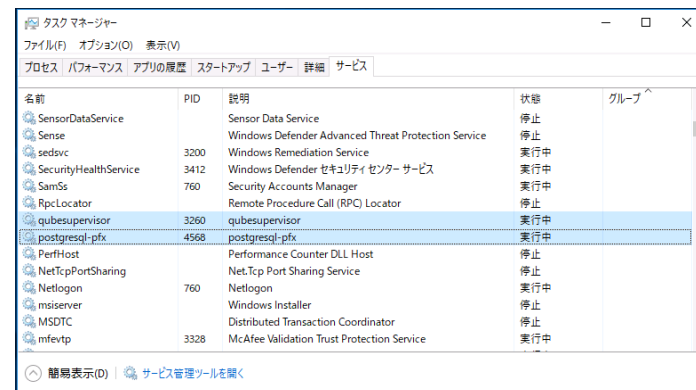 タスク マネージャー
ファイル(F) オプション(O) 表示(V)
プロセス パフォーマンス アプリの履歴 スタートアップ ユーザー 詳細 サービス
名前 PID 説明 状態 グループ
SensorDataService Sensor Data Service 停止
Sense Windows Defender Advanced Threat Protection Service 停止
sedsvc 3200 Windows Remediation Service 実行中
SecurityHealthService 3412 Windows Defender セキュリティ センター サービス 実行中
SamSs 760 Security Accounts Manager 実行中
RpcLocator Remote Procedure Call (RPC) Locator 停止
qubesupervisor 3260 qubesupervisor 実行中
postgresql-pfx 4568 postgresql-pfx 実行中
PerfHost Performance Counter DLL Host 停止
NetTcpPortSharing Net.Tcp Port Sharing Service 停止
Netlogon 760 Netlogon 実行中
msiserver Windows Installer 停止
MSDTC Distributed Transaction Coordinator 停止
mfevtp 3328 McAfee Validation Trust Protection Service 実行中
簡易表示(D) サービス管理ツールを開く